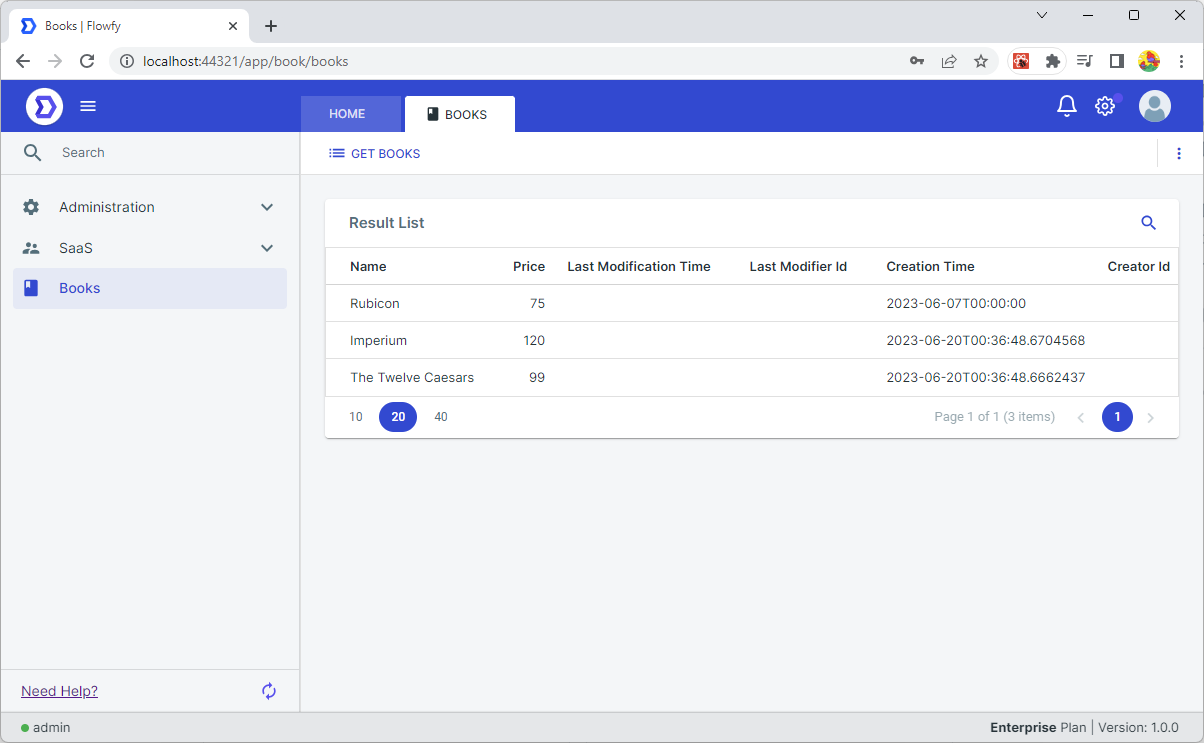 Books | Flowfy
localhost:44321/app/book/books
HOME
BOOKS
Search
GET BOOKS
Administration
SaaS
Books
Result List
Name Price Last Modification Time Last Modifier Id Creation Time Creator Id
Rubicon 75 2023-06-07T00:00:00
Imperium 120 2023-06-20T00:36:48.6704568
The Twelve Caesars 99 2023-06-20T00:36:48.6662437
10 20 40 Page 1 of 1 (3 items) 1
Need Help?
admin Enterprise Plan | Version: 1.0.0